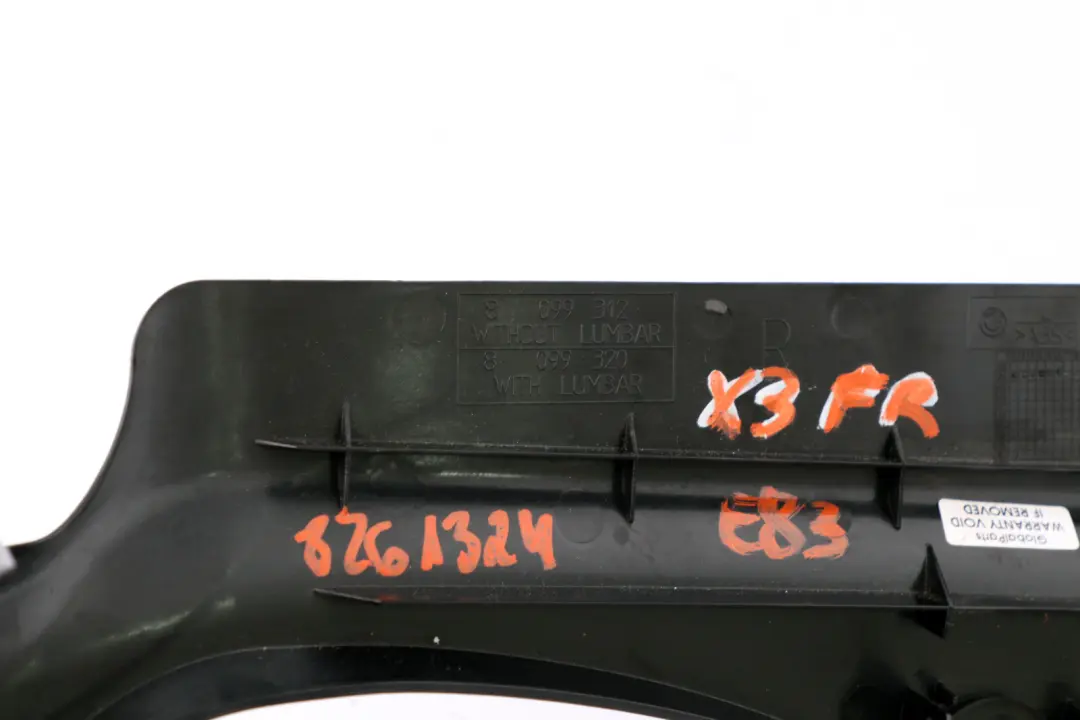 8 099 312
WITHOUT LUMBAR
8 099 320
WITH LUMBAR
R
X3 FR
8261324
E83
GlobalParts
WARRANTY VOID
IF REMOVED